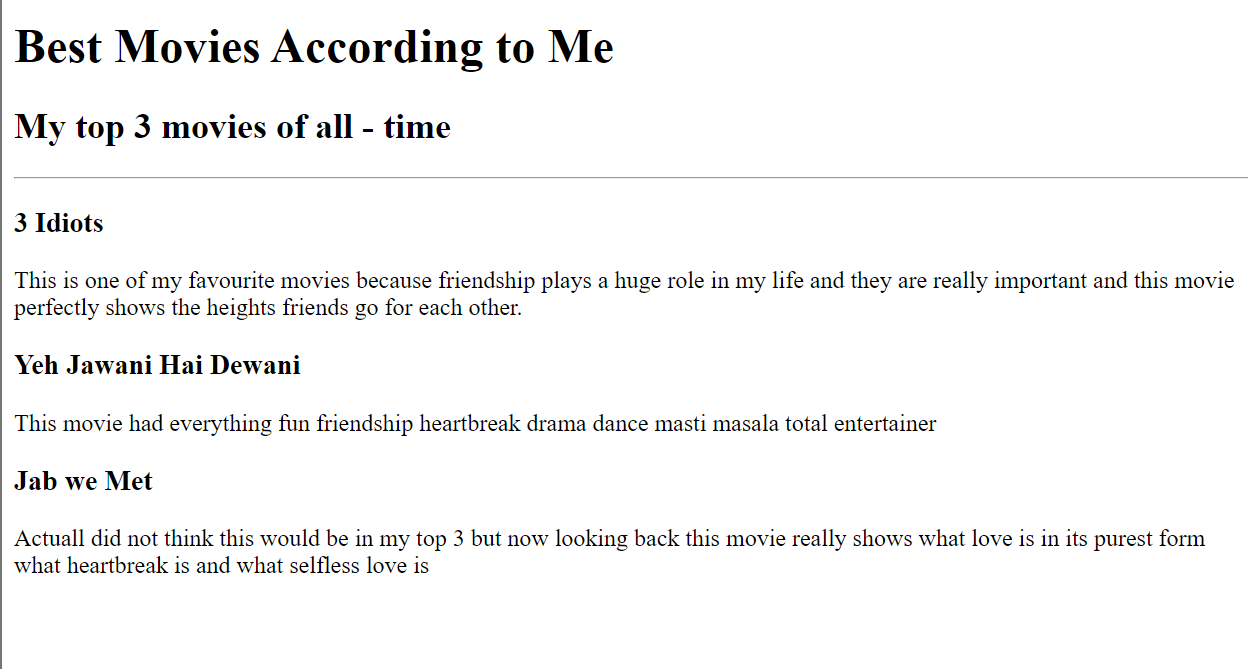 Best Movies According to Me
My top 3 movies of all - time
3 Idiots
This is one of my favourite movies because friendship plays a huge role in my life and they are really important and this movie
perfectly shows the heights friends go for each other.
Yeh Jawani Hai Dewani
This movie had everything fun friendship heartbreak drama dance masti masala total entertainer
Jab we Met
Actuall did not think this would be in my top 3 but now looking back this movie really shows what love is in its purest form
what heartbreak is and what selfless love is